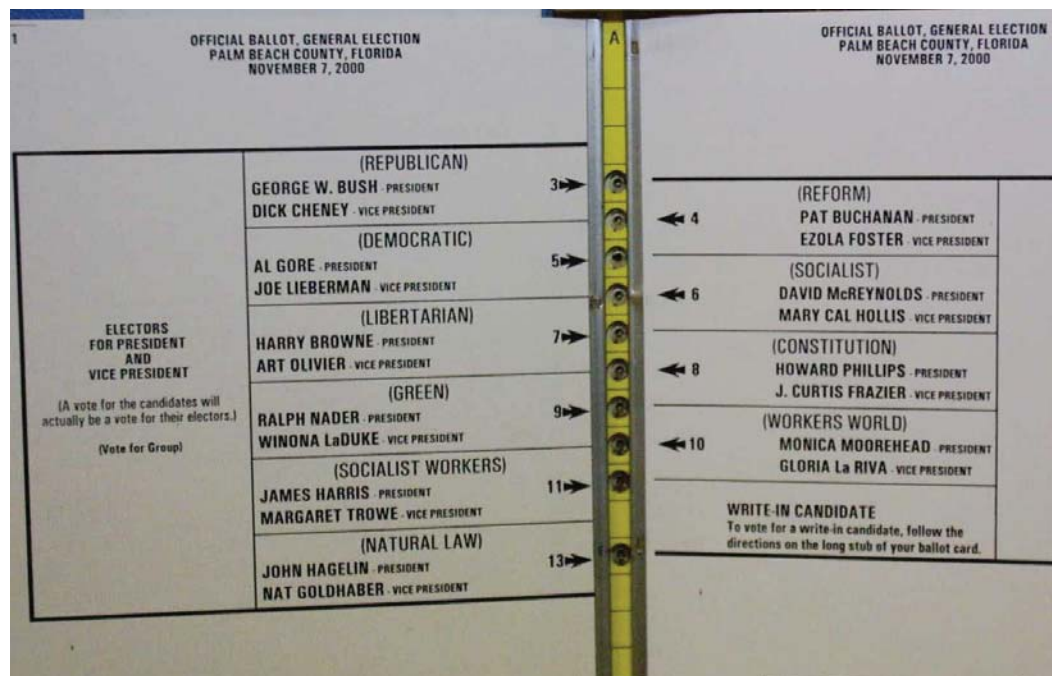 1
OFFICIAL BALLOT, GENERAL ELECTION
PALM BEACH COUNTY, FLORIDA
NOVEMBER 7, 2000
ELECTORS
FOR PRESIDENT
AND
VICE PRESIDENT
(A vote for the candidates will
actually be a vote for their electors.)
(Vote for Group)
(REPUBLICAN)
GEORGE W. BUSH - PRESIDENT
DICK CHENEY - VICE PRESIDENT
3
(DEMOCRATIC)
AL GORE - PRESIDENT
JOE LIEBERMAN - VICE PRESIDENT
5
(LIBERTARIAN)
HARRY BROWNE - PRESIDENT
ART OLIVIER - VICE PRESIDENT
7
(GREEN)
RALPH NADER - PRESIDENT
WINONA LaDUKE - VICE PRESIDENT
9
(SOCIALIST WORKERS)
JAMES HARRIS - PRESIDENT
MARGARET TROWE - VICE PRESIDENT
11
(NATURAL LAW)
JOHN HAGELIN - PRESIDENT
NAT GOLDHABER - VICE PRESIDENT
13
A
OFFICIAL BALLOT, GENERAL ELECTION
PALM BEACH COUNTY, FLORIDA
NOVEMBER 7, 2000
(REFORM)
4 PAT BUCHANAN - PRESIDENT
EZOLA FOSTER - VICE PRESIDENT
(SOCIALIST)
6 DAVID McREYNOLDS - PRESIDENT
MARY CAL HOLLIS - VICE PRESIDENT
(CONSTITUTION)
8 HOWARD PHILLIPS - PRESIDENT
J. CURTIS FRAZIER - VICE PRESIDENT
(WORKERS WORLD)
10 MONICA MOOREHEAD - PRESIDENT
GLORIA La RIVA - VICE PRESIDENT
WRITE-IN CANDIDATE
To vote for a write-in candidate, follow the
directions on the long stub of your ballot card.